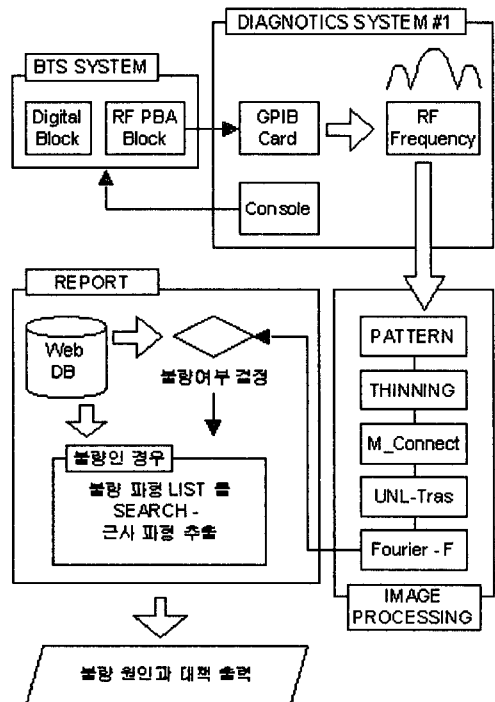 DIAGNOTICS SYSTEM #1
BTS SYSTEM
Digital
Block
RF PBA
Block
GPIB
Card
RF
Frequency
Console
REPORT
Web
DB
불량여부 결정
불량인 경우
불량 파형 LIST 를
SEARCH -
근사 파형 추출
PATTERN
THINNING
M_Connect
UNL-Tras
Fourier - F
IMAGE
PROCESSING
불량 원인과 대책 출력